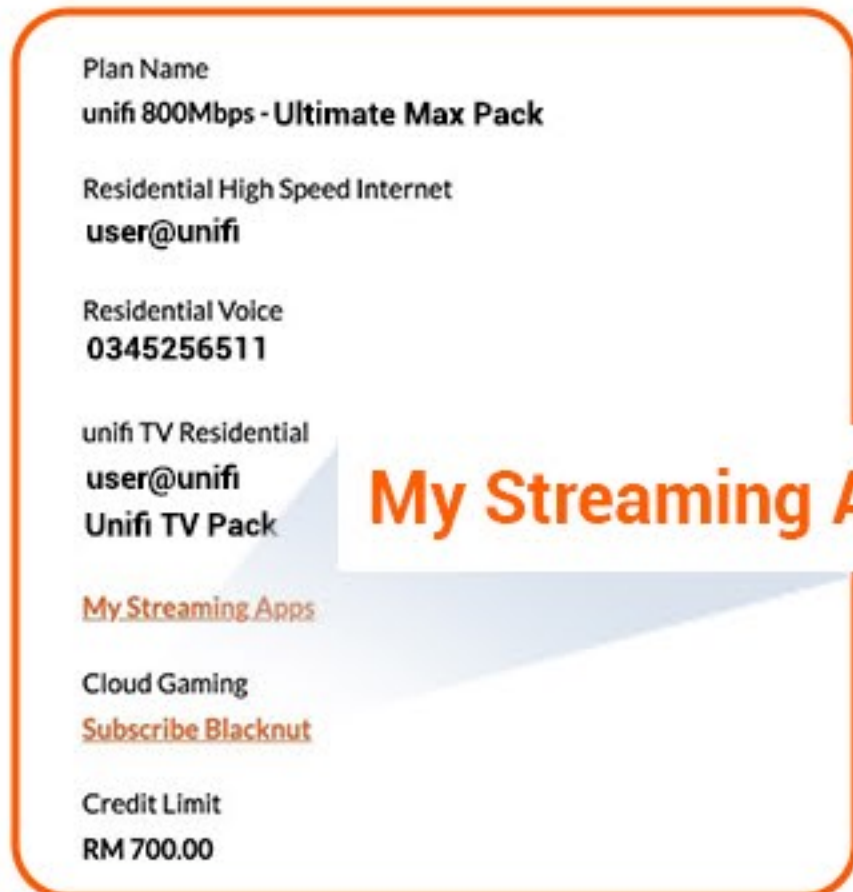 Plan Name
unifi 800Mbps - Ultimate Max Pack
Residential High Speed Internet
user@unifi
Residential Voice
0345256511
unifi TV Residential
user@unifi
Unifi TV Pack
My Streaming
My Streaming Apps
Cloud Gaming
Subscribe Blacknut
Credit Limit
RM 700.00